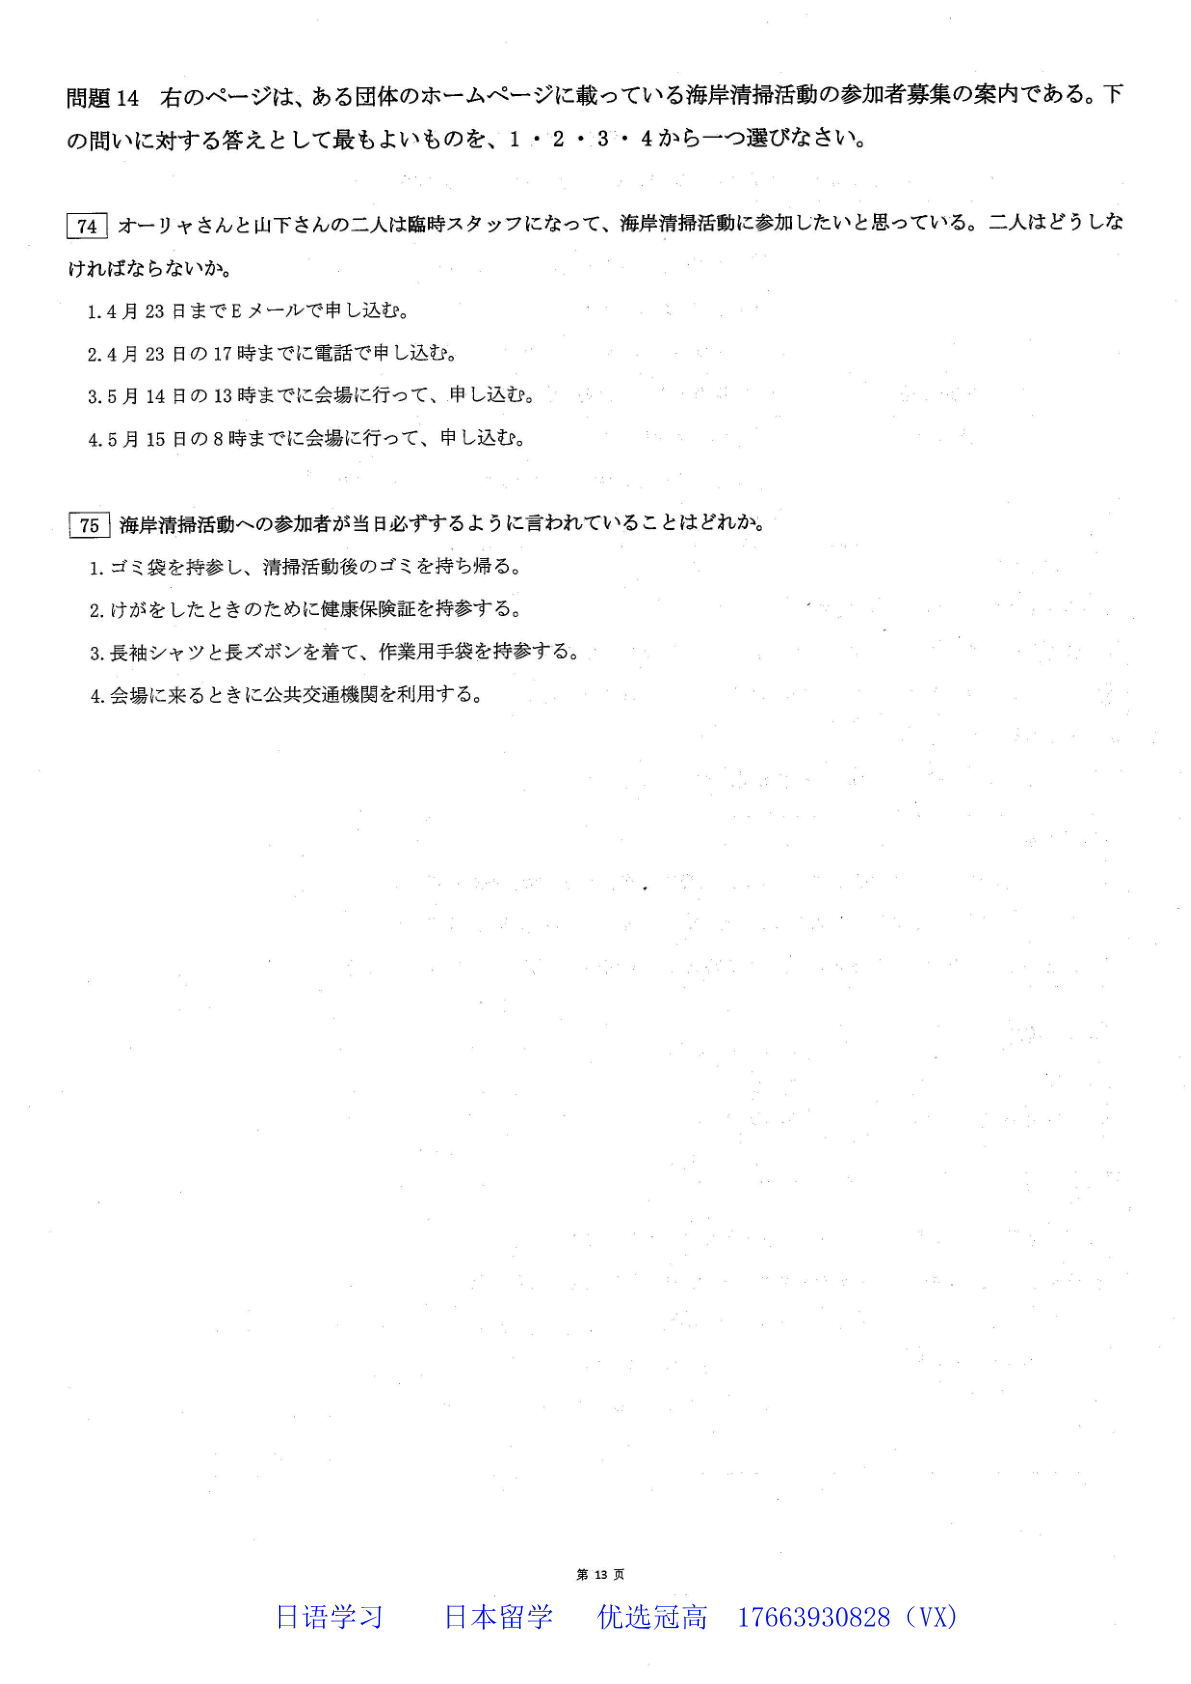 問題14　右のページは、ある団体のホームページに載っている海岸清掃活動の参加者募集の案内である。下
の問いに対する答えとして最もよいものを、1・2・3・4から一つ選びなさい。
74 オーリャさんと山下さんの二人は臨時スタッフになって、海岸清掃活動に参加したいと思っている。二人はどうしな
ければならないか。
1. 4月23日までEメールで申し込む。
2. 4月23日の17時までに電話で申し込む。
3. 5月14日の13時までに会場に行って、申し込む。
4. 5月15日の8時までに会場に行って、申し込む。
75 海岸清掃活動への参加者が当日必ずするように言われていることはどれか。
1. ゴミ袋を持参し、清掃活動後のゴミを持ち帰る。
2. けがをしたときのために健康保険証を持参する。
3. 長袖シャツと長ズボンを着て、作業用手袋を持参する。
4. 会場に来るときに公共交通機関を利用する。
第 13 页
日语学习　日本留学　优选冠高　17663930828（VX）